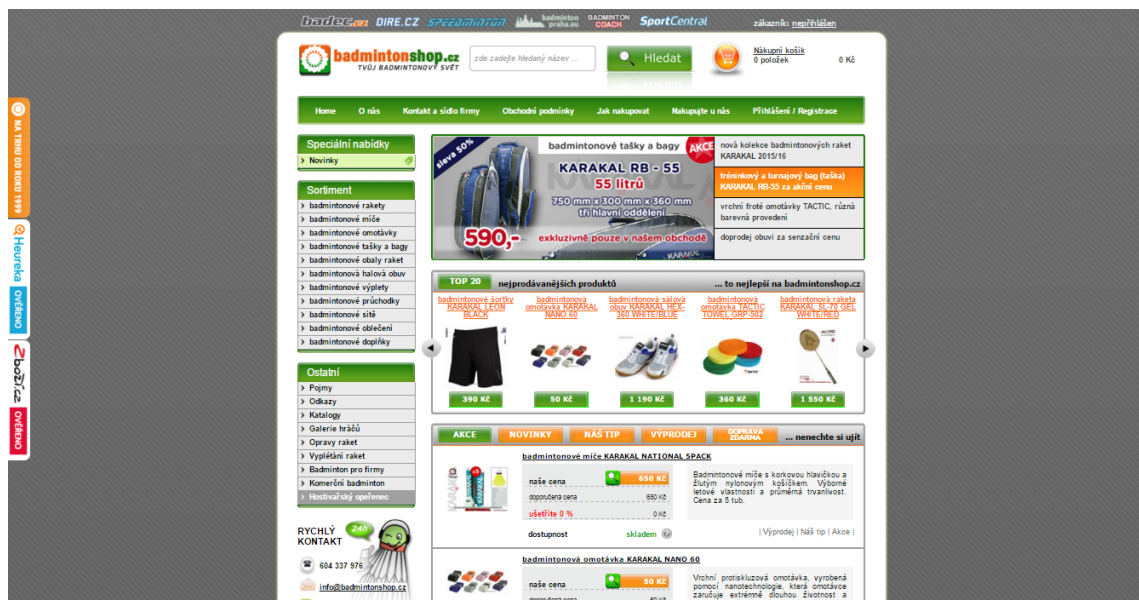 badec.cz DIRE.CZ SPEEDMINTON badminton praha.eu BADMINTON COACH SportCentral
zákazník: nepřihlášen
badmintonshop.cz
TVŮJ BADMINTONOVÝ SVĚT
zde zadejte hledaný název ...
Hledat
Nákupní košík
0 položek 0 Kč
Home O nás Kontakt a sídlo firmy Obchodní podmínky Jak nakupovat Nakupujte u nás Přihlášení / Registrace
NA TRHU OD ROKU 1999
Heureka OVĚŘENO
Zboží.cz OVĚŘENO
Speciální nabídky
Novinky
Sortiment
badmintonové rakety
badmintonové míče
badmintonové omotávky
badmintonové tašky a bagy
badmintonové obaly raket
badmintonová halová obuv
badmintonové výplety
badmintonové průchodky
badmintonové sítě
badmintonové oblečení
badmintonové doplňky
Ostatní
Pojmy
Odkazy
Katalogy
Galerie hráčů
Opravy raket
Vyplétání raket
Badminton pro firmy
Komerční badminton
Hostivařský opeřenec
RYCHLÝ
KONTAKT
24h
604 337 976
info@badmintonshop.cz
sleva 50%
badmintonové tašky a bagy
AKCE
KARAKAL RB - 55
55 litrů
750 mm x 300 mm x 360 mm
tři hlavní oddělení
590,-
exkluzivně pouze v našem obchodě
KARAKAL
nová kolekce badmintonových raket
KARAKAL 2015/16
tréninkový a turnajový bag (taška)
KARAKAL RB-55 za akční cenu
vrchní froté omotávky TACTIC, různá
barevná provedení
doprodej obuvi za senzační cenu
TOP 20 nejprodávanějších produktů ... to nejlepší na badmintonshop.cz
badmintonové šortky
KARAKAL LEON
BLACK
badmintonová
omotávka KARAKAL
NANO 60
badmintonová sálová
obuv KARAKAL HEX-
360 WHITE/BLUE
badmintonová
omotávka TACTIC
TOWEL GRP-502
badmintonová raketa
KARAKAL SL-70 GEL
WHITE/RED
390 Kč 50 Kč 1 190 Kč 360 Kč 1 550 Kč
AKCE NOVINKY NÁŠ TIP VÝPRODEJ DOPRAVA ZDARMA ... nenechte si ujít
badmintonové míče KARAKAL NATIONAL 5PACK
naše cena 650 Kč
doporučená cena 650 Kč
ušetříte 0 % 0 Kč
dostupnost skladem
Badmintonové míče s korkovou hlavičkou a
žlutým nylonovým košíčkem. Výborné
letové vlastnosti a průměrná trvanlivost.
Cena za 5 tub.
| Výprodej | Náš tip | Akce |
badmintonová omotávka KARAKAL NANO 60
naše cena 50 Kč
doporučená cena 60 Kč
Vrchní protiskluzová omotávka, vyrobená
pomocí nanotechnologie, která omotávce
zaručuje extrémně dlouhou životnost a